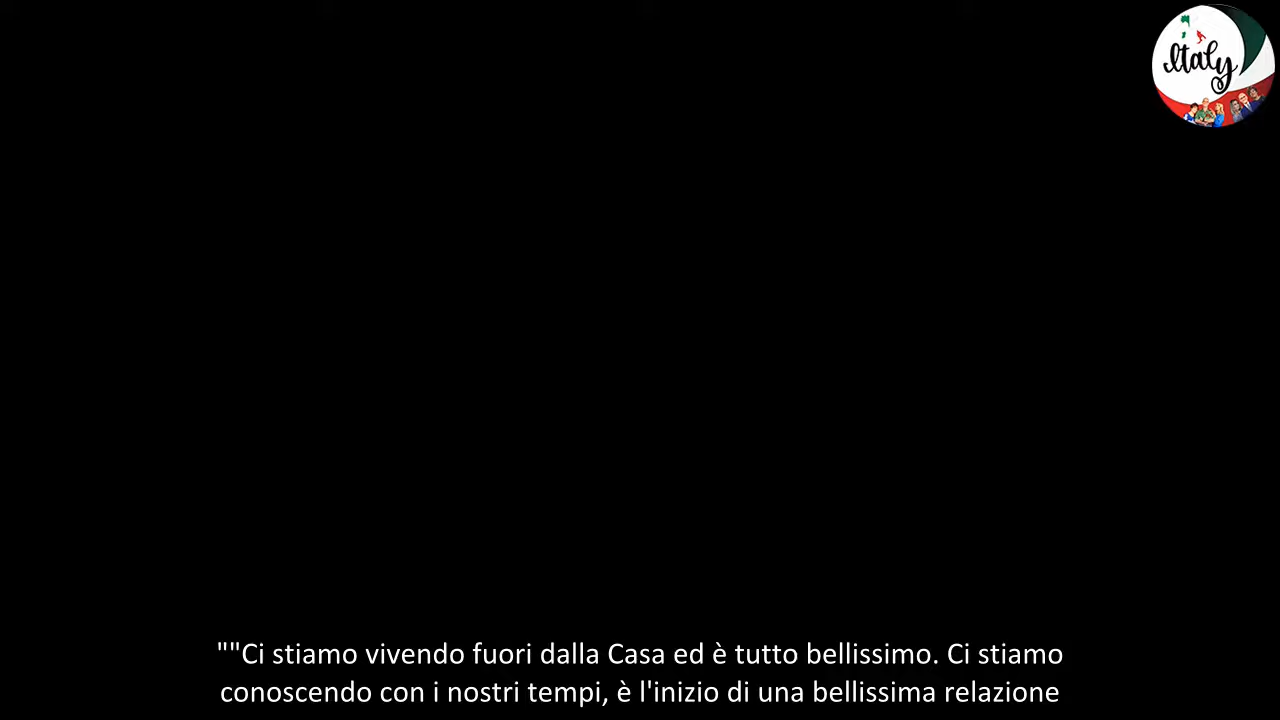 Italy
""Ci stiamo vivendo fuori dalla Casa ed è tutto bellissimo. Ci stiamo
conoscendo con i nostri tempi, è l'inizio di una bellissima relazione